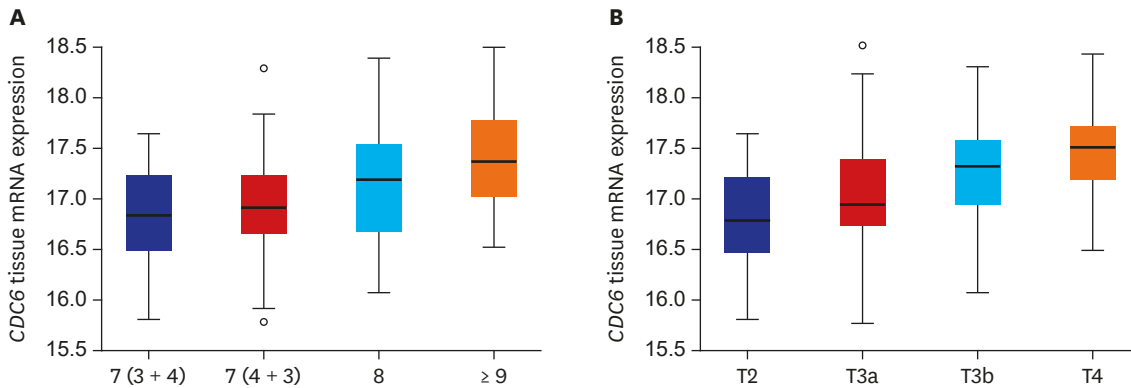 A
CDC6 tissue mRNA expression
18.5
18.0
17.5
17.0
16.5
16.0
15.5
7 (3 + 4) 7 (4 + 3) 8 ≥ 9
B
CDC6 tissue mRNA expression
18.5
18.0
17.5
17.0
16.5
16.0
15.5
T2 T3a T3b T4